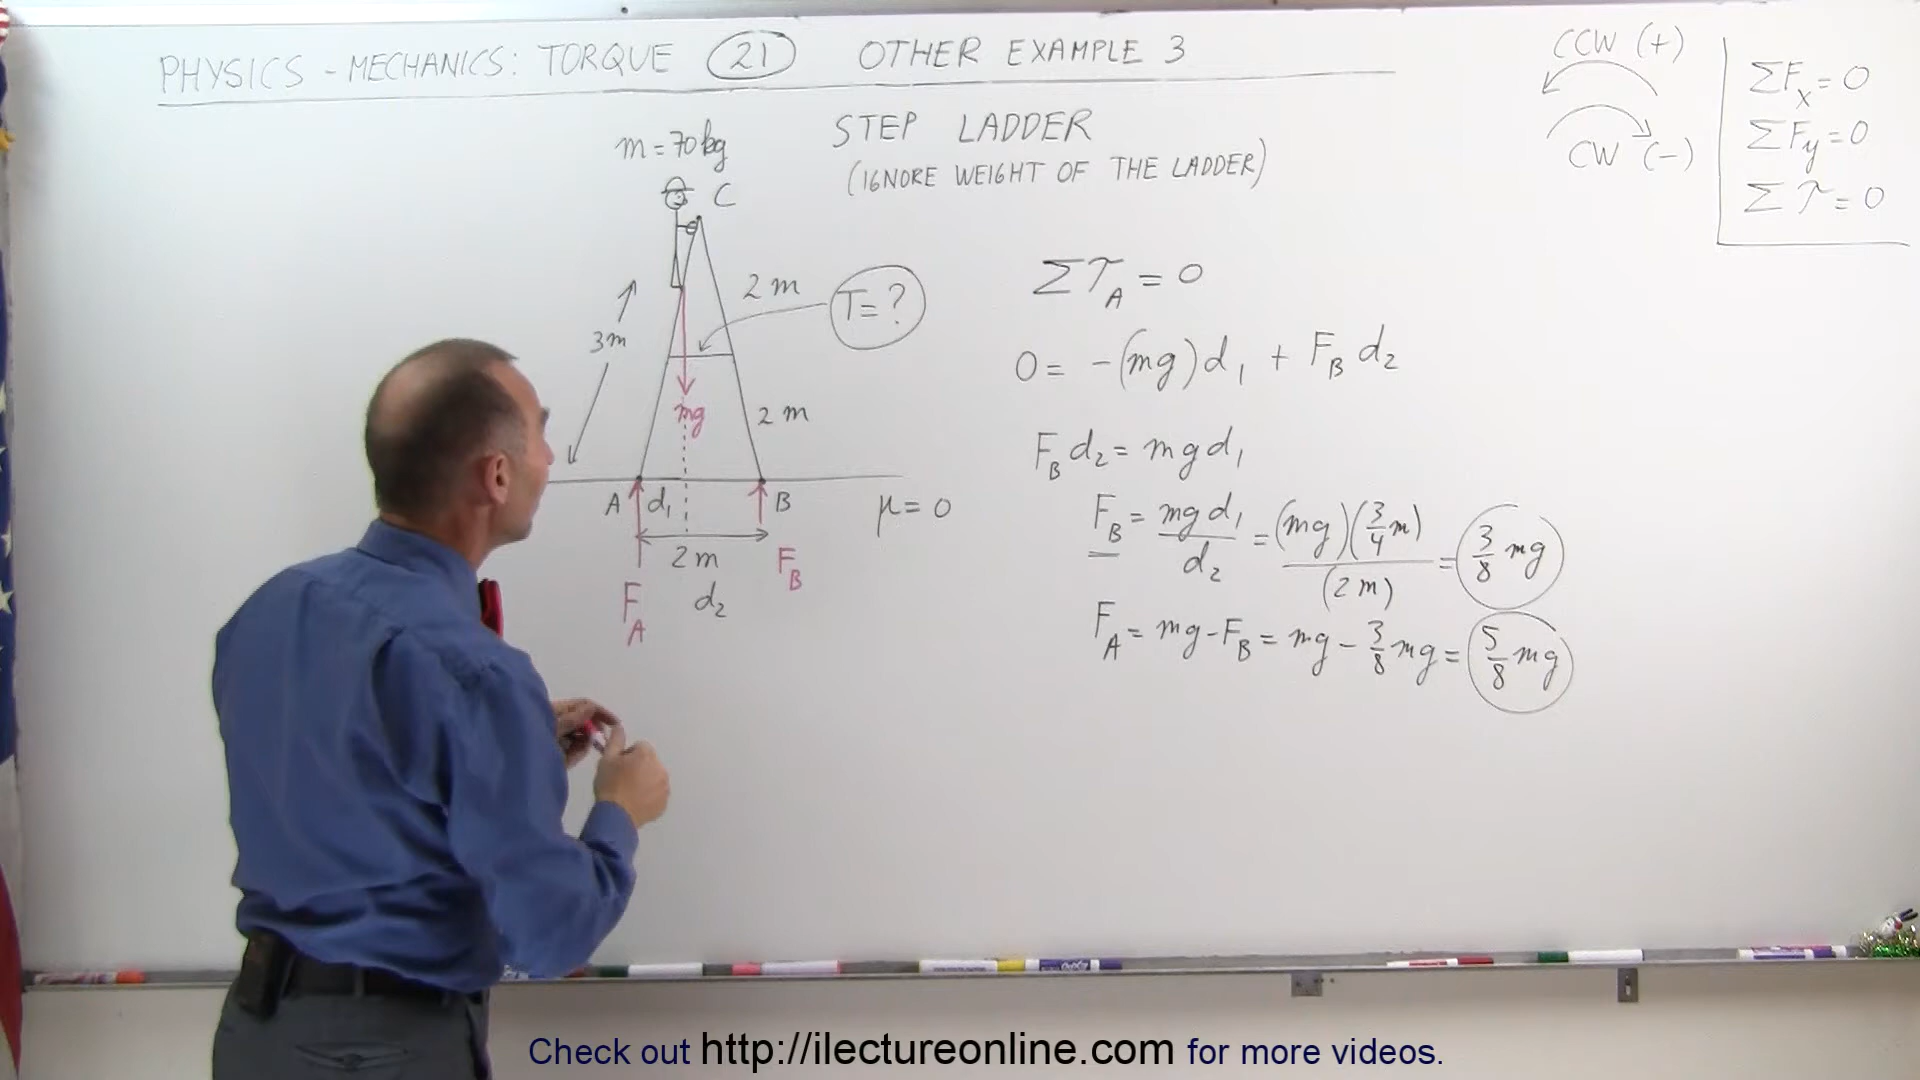 PHYSICS - MECHANICS: TORQUE 21 OTHER EXAMPLE 3
CCW (+)
CW (-)
ΣFx = 0
ΣFy = 0
Στ = 0
STEP LADDER
(IGNORE WEIGHT OF THE LADDER)
m = 70 kg
C
2 m
T = ?
3 m
mg
2 m
A
d1
B
μ = 0
2 m
d2
FA
FB
ΣτA = 0
0 = -(mg)d1 + FB d2
FB d2 = mg d1
FB = mg d1 / d2 = (mg)(3/4 m) / (2 m) = 3/8 mg
FA = mg - FB = mg - 3/8 mg = 5/8 mg
Check out http://ilectureonline.com for more videos.